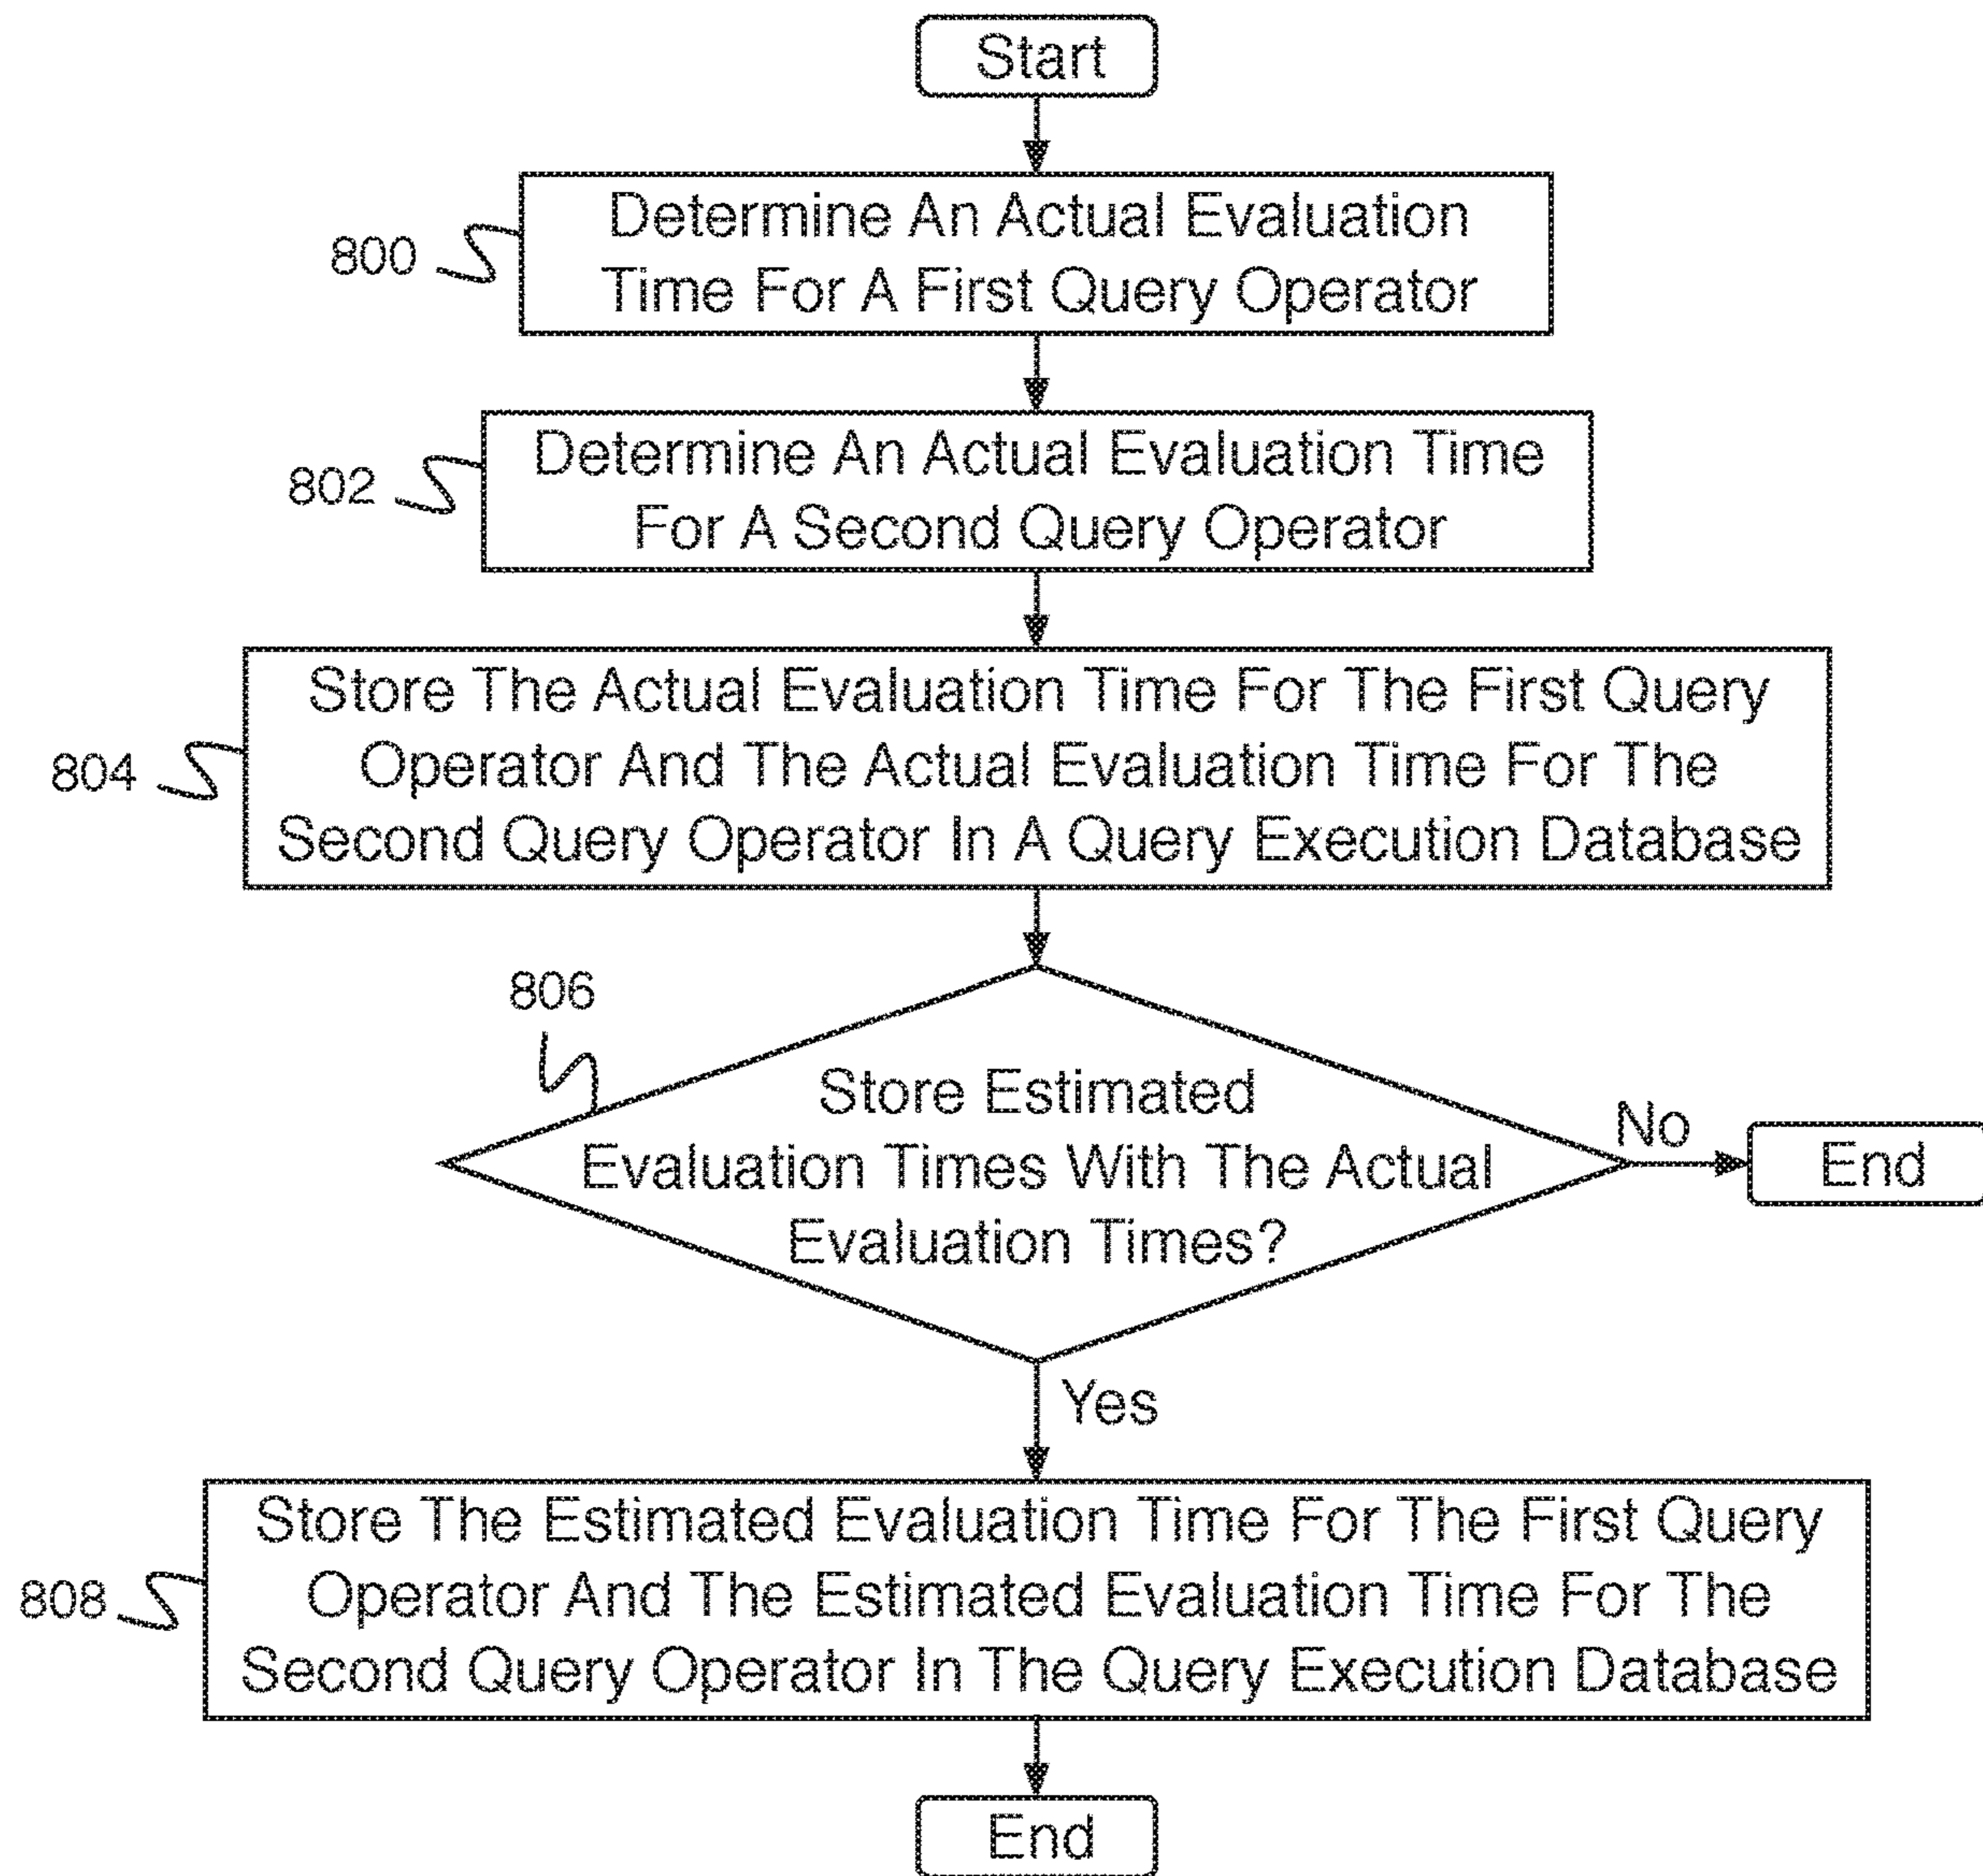 Start
800
Determine An Actual Evaluation
Time For A First Query Operator
802
Determine An Actual Evaluation Time
For A Second Query Operator
804
Store The Actual Evaluation Time For The First Query
Operator And The Actual Evaluation Time For The
Second Query Operator In A Query Execution Database
806
Store Estimated
Evaluation Times With The Actual
Evaluation Times?
No
End
Yes
808
Store The Estimated Evaluation Time For The First Query
Operator And The Estimated Evaluation Time For The
Second Query Operator In The Query Execution Database
End